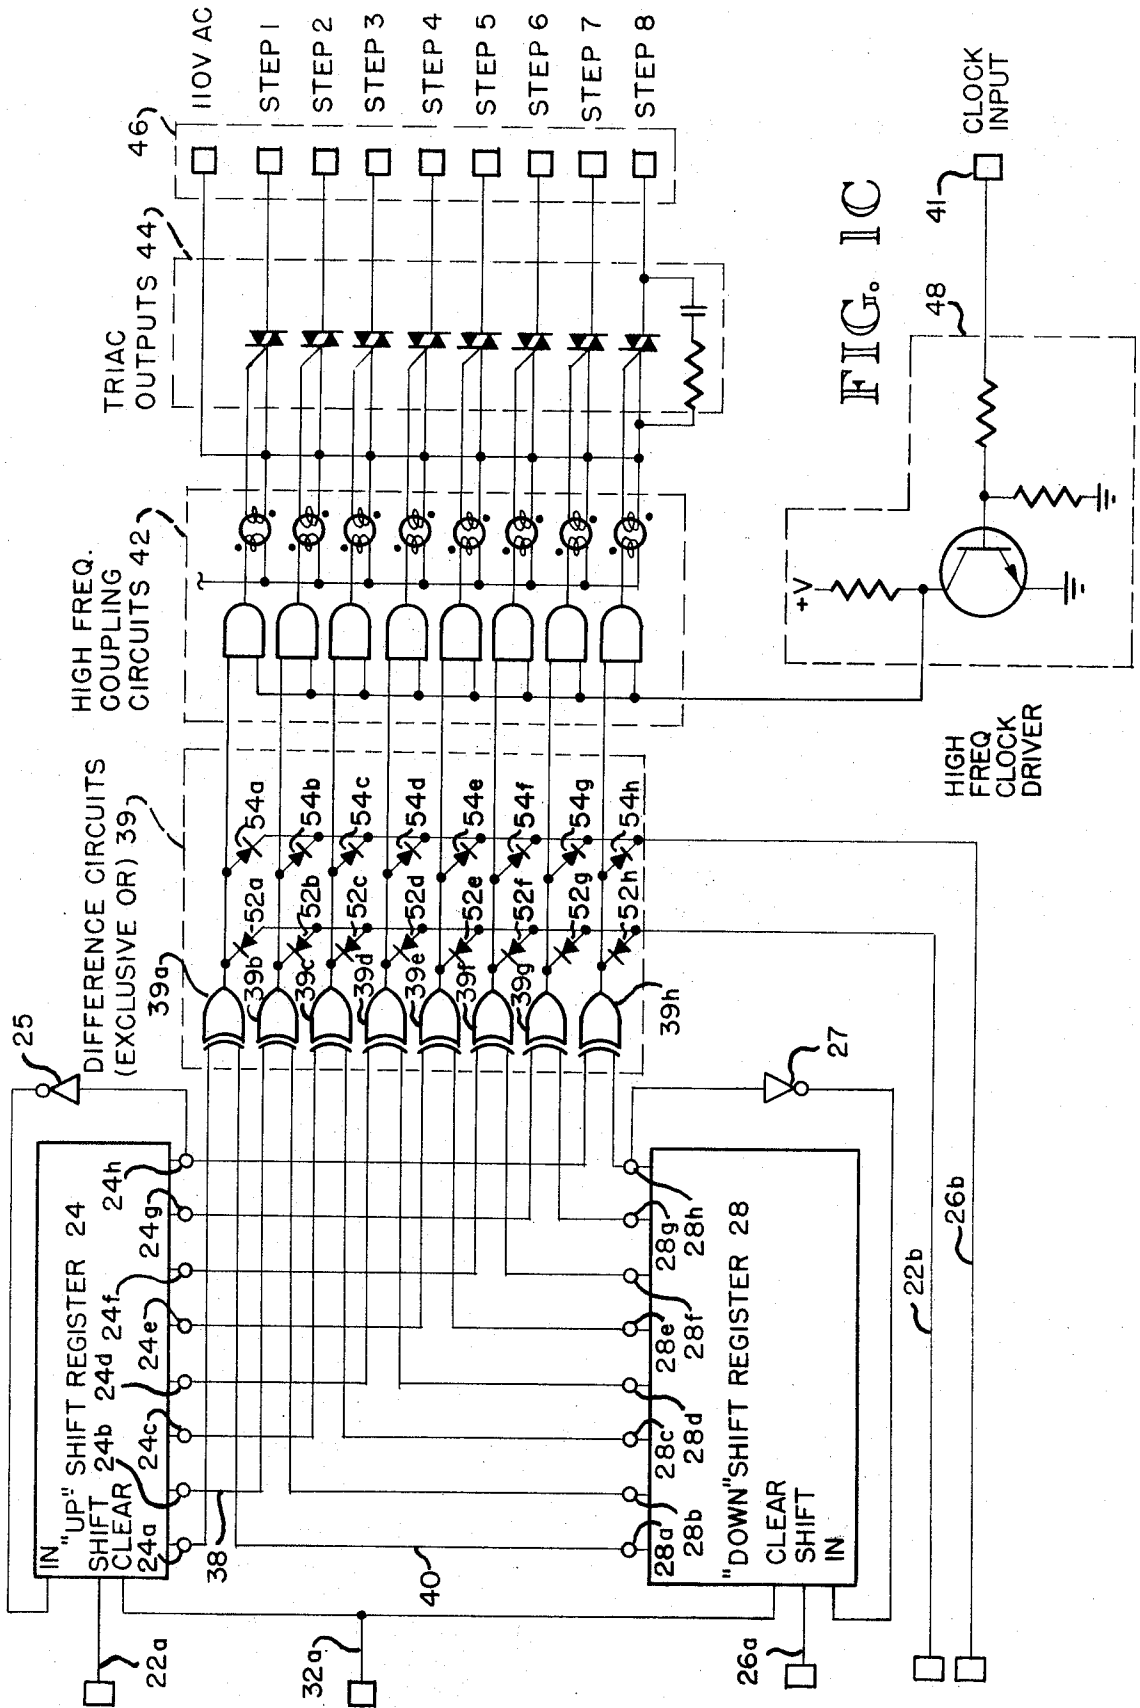 110V AC
STEP 1
STEP 2
STEP 3
STEP 4
STEP 5
STEP 6
STEP 7
STEP 8
46
TRIAC
OUTPUTS 44
HIGH FREQ.
COUPLING
CIRCUITS 42
DIFFERENCE CIRCUITS
(EXCLUSIVE OR) 39
39a
39b
39c
39d
39e
39f
39g
39h
52a
52b
52c
52d
52e
52f
52g
52h
54a
54b
54c
54d
54e
54f
54g
54h
25
27
IN
"UP" SHIFT REGISTER 24
SHIFT
CLEAR
24a
24b
24c
24d
24e
24f
24g
24h
38
40
28a
28b
28c
28d
28e
28f
28g
28h
"DOWN" SHIFT REGISTER 28
CLEAR
SHIFT
IN
22a
32a
26a
22b
26b
HIGH
FREQ
CLOCK
DRIVER
+V
48
41
CLOCK
INPUT
FIG. 1C